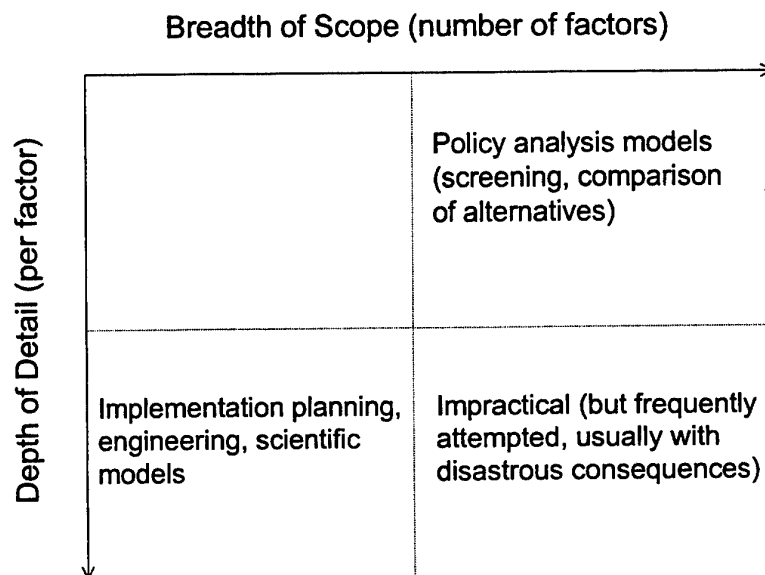 Breadth of Scope (number of factors)
Depth of Detail (per factor)
Policy analysis models
(screening, comparison
of alternatives)
Implementation planning,
engineering, scientific
models
Impractical (but frequently
attempted, usually with
disastrous consequences)